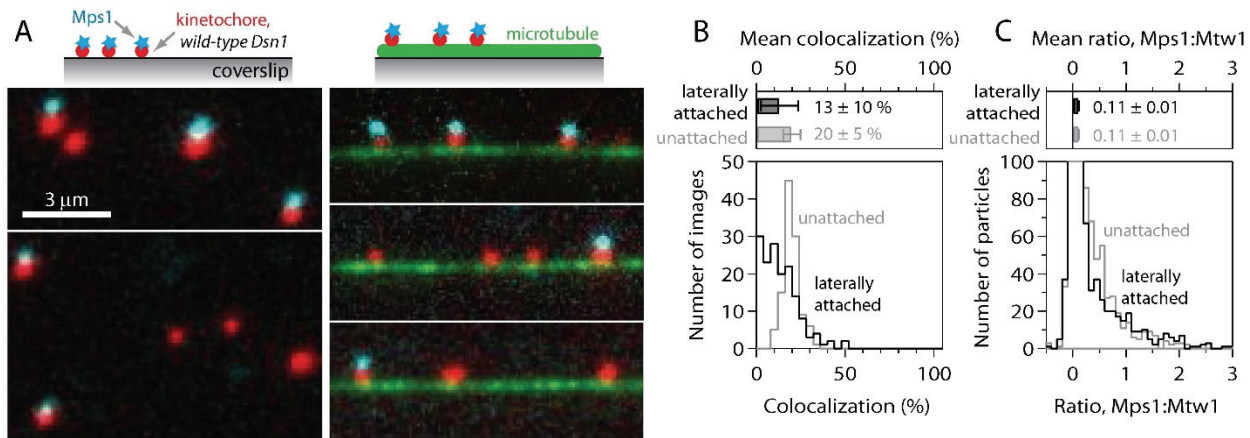 A
Mps1
kinetochore,
wild-type Dsn1
coverslip
microtubule
coverslip
3 μm
B
Mean colocalization (%)
0 50 100
laterally
attached
13 ± 10 %
unattached
20 ± 5 %
Number of images
50
40
30
20
10
0
unattached
laterally
attached
0 50 100
Colocalization (%)
C
Mean ratio, Mps1:Mtw1
0 1 2 3
laterally
attached
0.11 ± 0.01
unattached
0.11 ± 0.01
Number of particles
100
80
60
40
20
0
unattached
laterally
attached
0 1 2 3
Ratio, Mps1:Mtw1